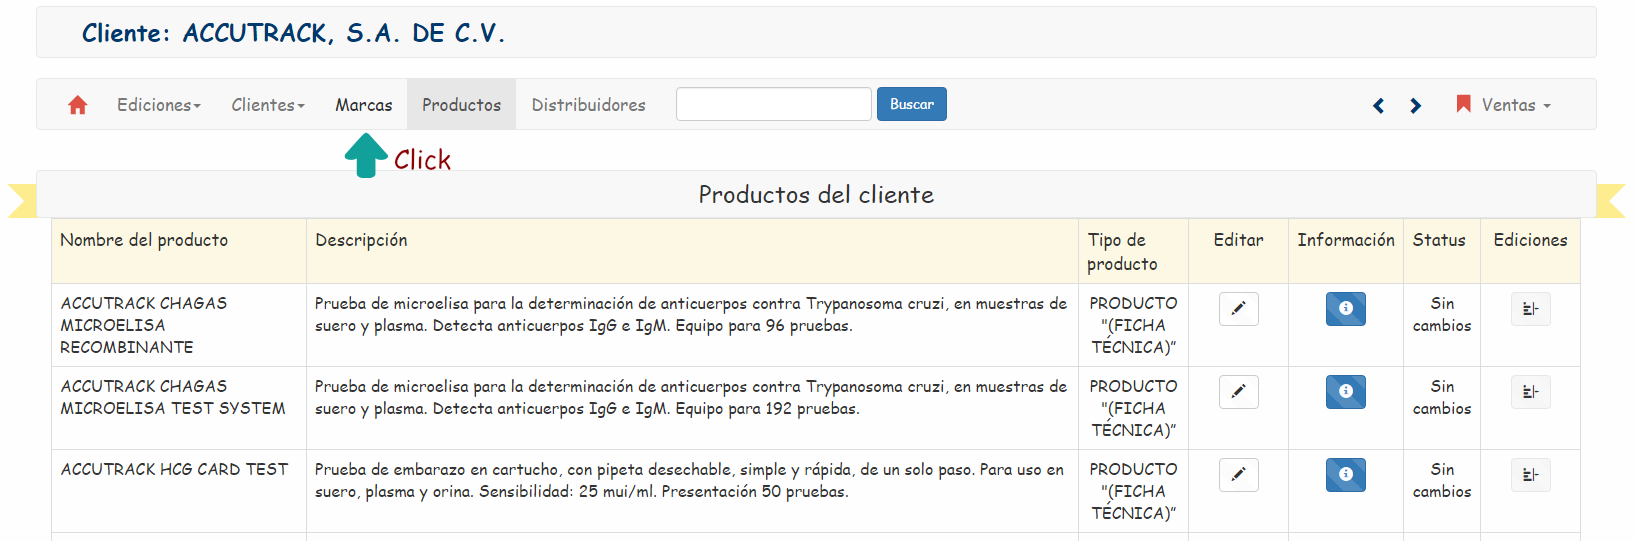 Cliente: ACCUTRACK, S.A. DE C.V.
Ediciones Clientes Marcas Productos Distribuidores Buscar Ventas
Click
Productos del cliente
Nombre del producto Descripción Tipo de producto Editar Información Status Ediciones
ACCUTRACK CHAGAS
MICROELISA
RECOMBINANTE
Prueba de microelisa para la determinación de anticuerpos contra Trypanosoma cruzi, en muestras de
suero y plasma. Detecta anticuerpos IgG e IgM. Equipo para 96 pruebas.
PRODUCTO
"(FICHA
TÉCNICA)"
Sin
cambios
ACCUTRACK CHAGAS
MICROELISA TEST SYSTEM
Prueba de microelisa para la determinación de anticuerpos contra Trypanosoma cruzi, en muestras de
suero y plasma. Detecta anticuerpos IgG e IgM. Equipo para 192 pruebas.
PRODUCTO
"(FICHA
TÉCNICA)"
Sin
cambios
ACCUTRACK HCG CARD TEST
Prueba de embarazo en cartucho, con pipeta desechable, simple y rápida, de un solo paso. Para uso en
suero, plasma y orina. Sensibilidad: 25 mui/ml. Presentación 50 pruebas.
PRODUCTO
"(FICHA
TÉCNICA)"
Sin
cambios